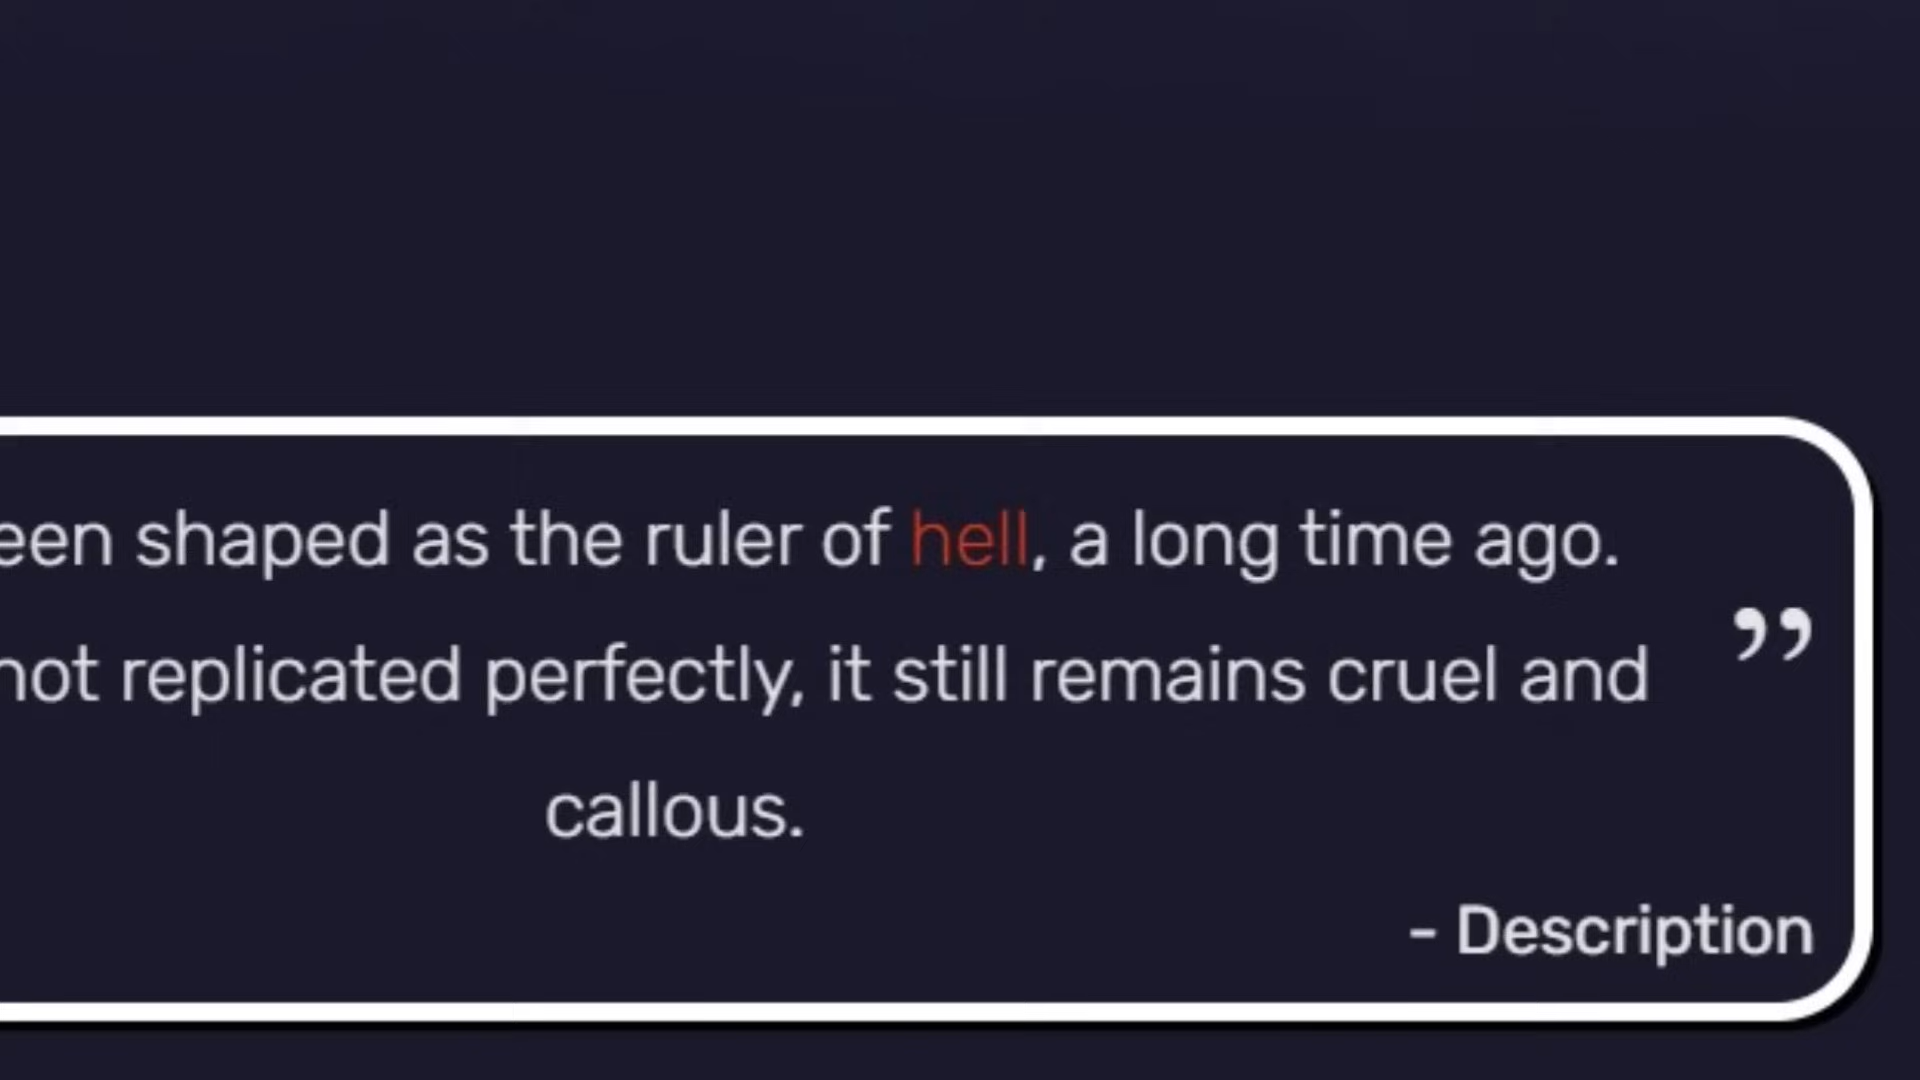 een shaped as the ruler of hell, a long time ago.
not replicated perfectly, it still remains cruel and
”
callous.
- Description